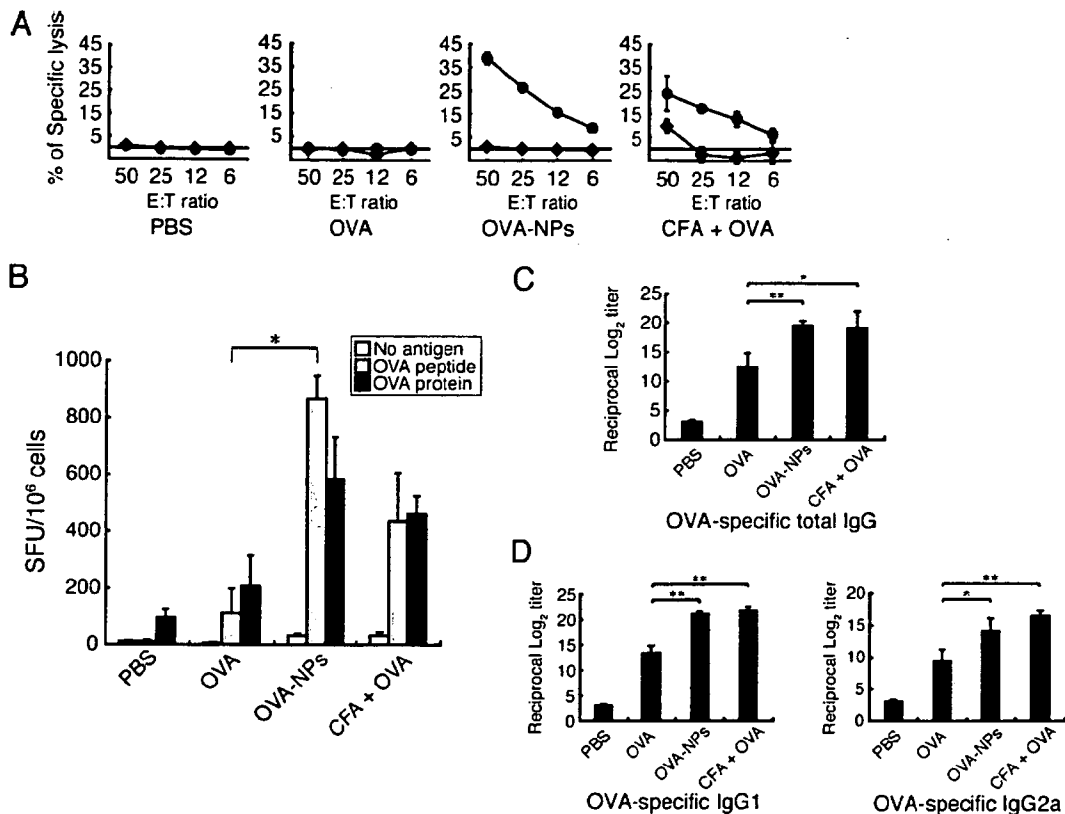 A
% of Specific lysis
45
35
25
15
5
50 25 12 6
E:T ratio
PBS
45
35
25
15
5
50 25 12 6
E:T ratio
OVA
45
35
25
15
5
50 25 12 6
E:T ratio
OVA-NPs
45
35
25
15
5
50 25 12 6
E:T ratio
CFA + OVA
B
SFU/10⁶ cells
1000
800
600
400
200
0
*
No antigen
OVA peptide
OVA protein
PBS
OVA
OVA-NPs
CFA + OVA
C
Reciprocal Log₂ titer
25
20
15
10
5
0
*
**
PBS
OVA
OVA-NPs
CFA + OVA
OVA-specific total IgG
D
Reciprocal Log₂ titer
25
20
15
10
5
0
**
**
PBS
OVA
OVA-NPs
CFA + OVA
OVA-specific IgG1
Reciprocal Log₂ titer
20
15
10
5
0
**
*
PBS
OVA
OVA-NPs
CFA + OVA
OVA-specific IgG2a